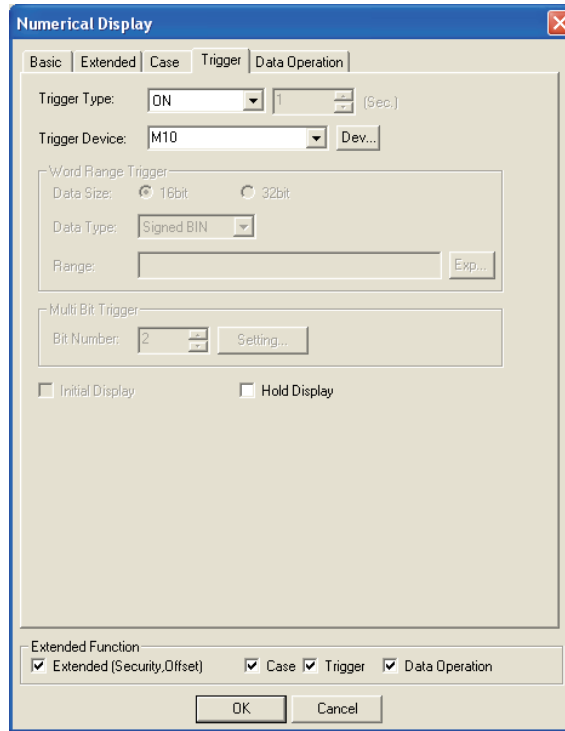 Numerical Display
Basic Extended Case Trigger Data Operation
Trigger Type: ON 1 (Sec.)
Trigger Device: M10 Dev...
Word Range Trigger
Data Size: 16bit 32bit
Data Type: Signed BIN
Range: Exp...
Multi Bit Trigger
Bit Number: 2 Setting...
Initial Display Hold Display
Extended Function
Extended (Security,Offset) Case Trigger Data Operation
OK Cancel